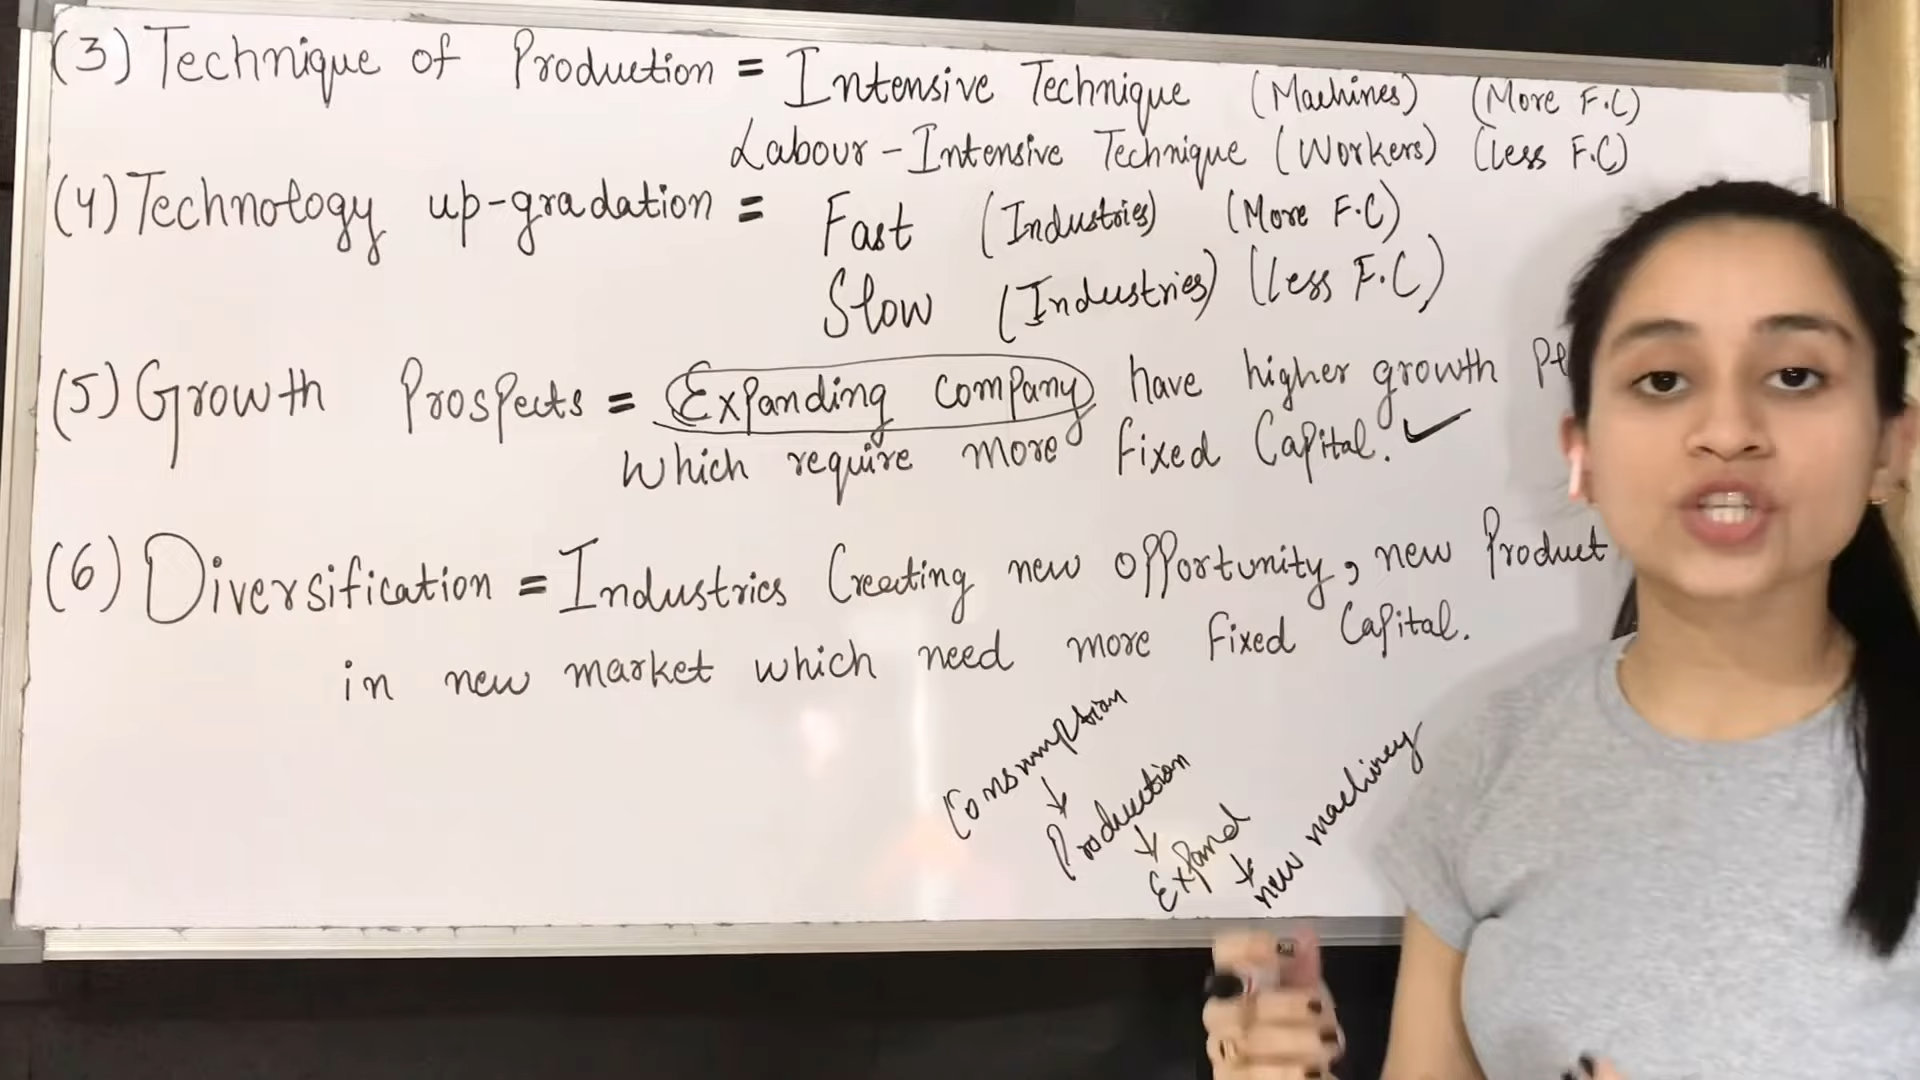 (3) Technique of Production = Intensive Technique (Machines) (More F.C)
Labour-Intensive Technique (Workers) (Less F.C)
(4) Technology up-gradation = Fast (Industries) (More F.C)
Slow (Industries) (Less F.C)
(5) Growth Prospects = Expanding company have higher growth
which require more fixed Capital. ✓
(6) Diversification = Industries Creating new opportunity, new Product
in new market which need more fixed Capital.
Consumption
↓
Production
↓
Expand
↓
new machinery